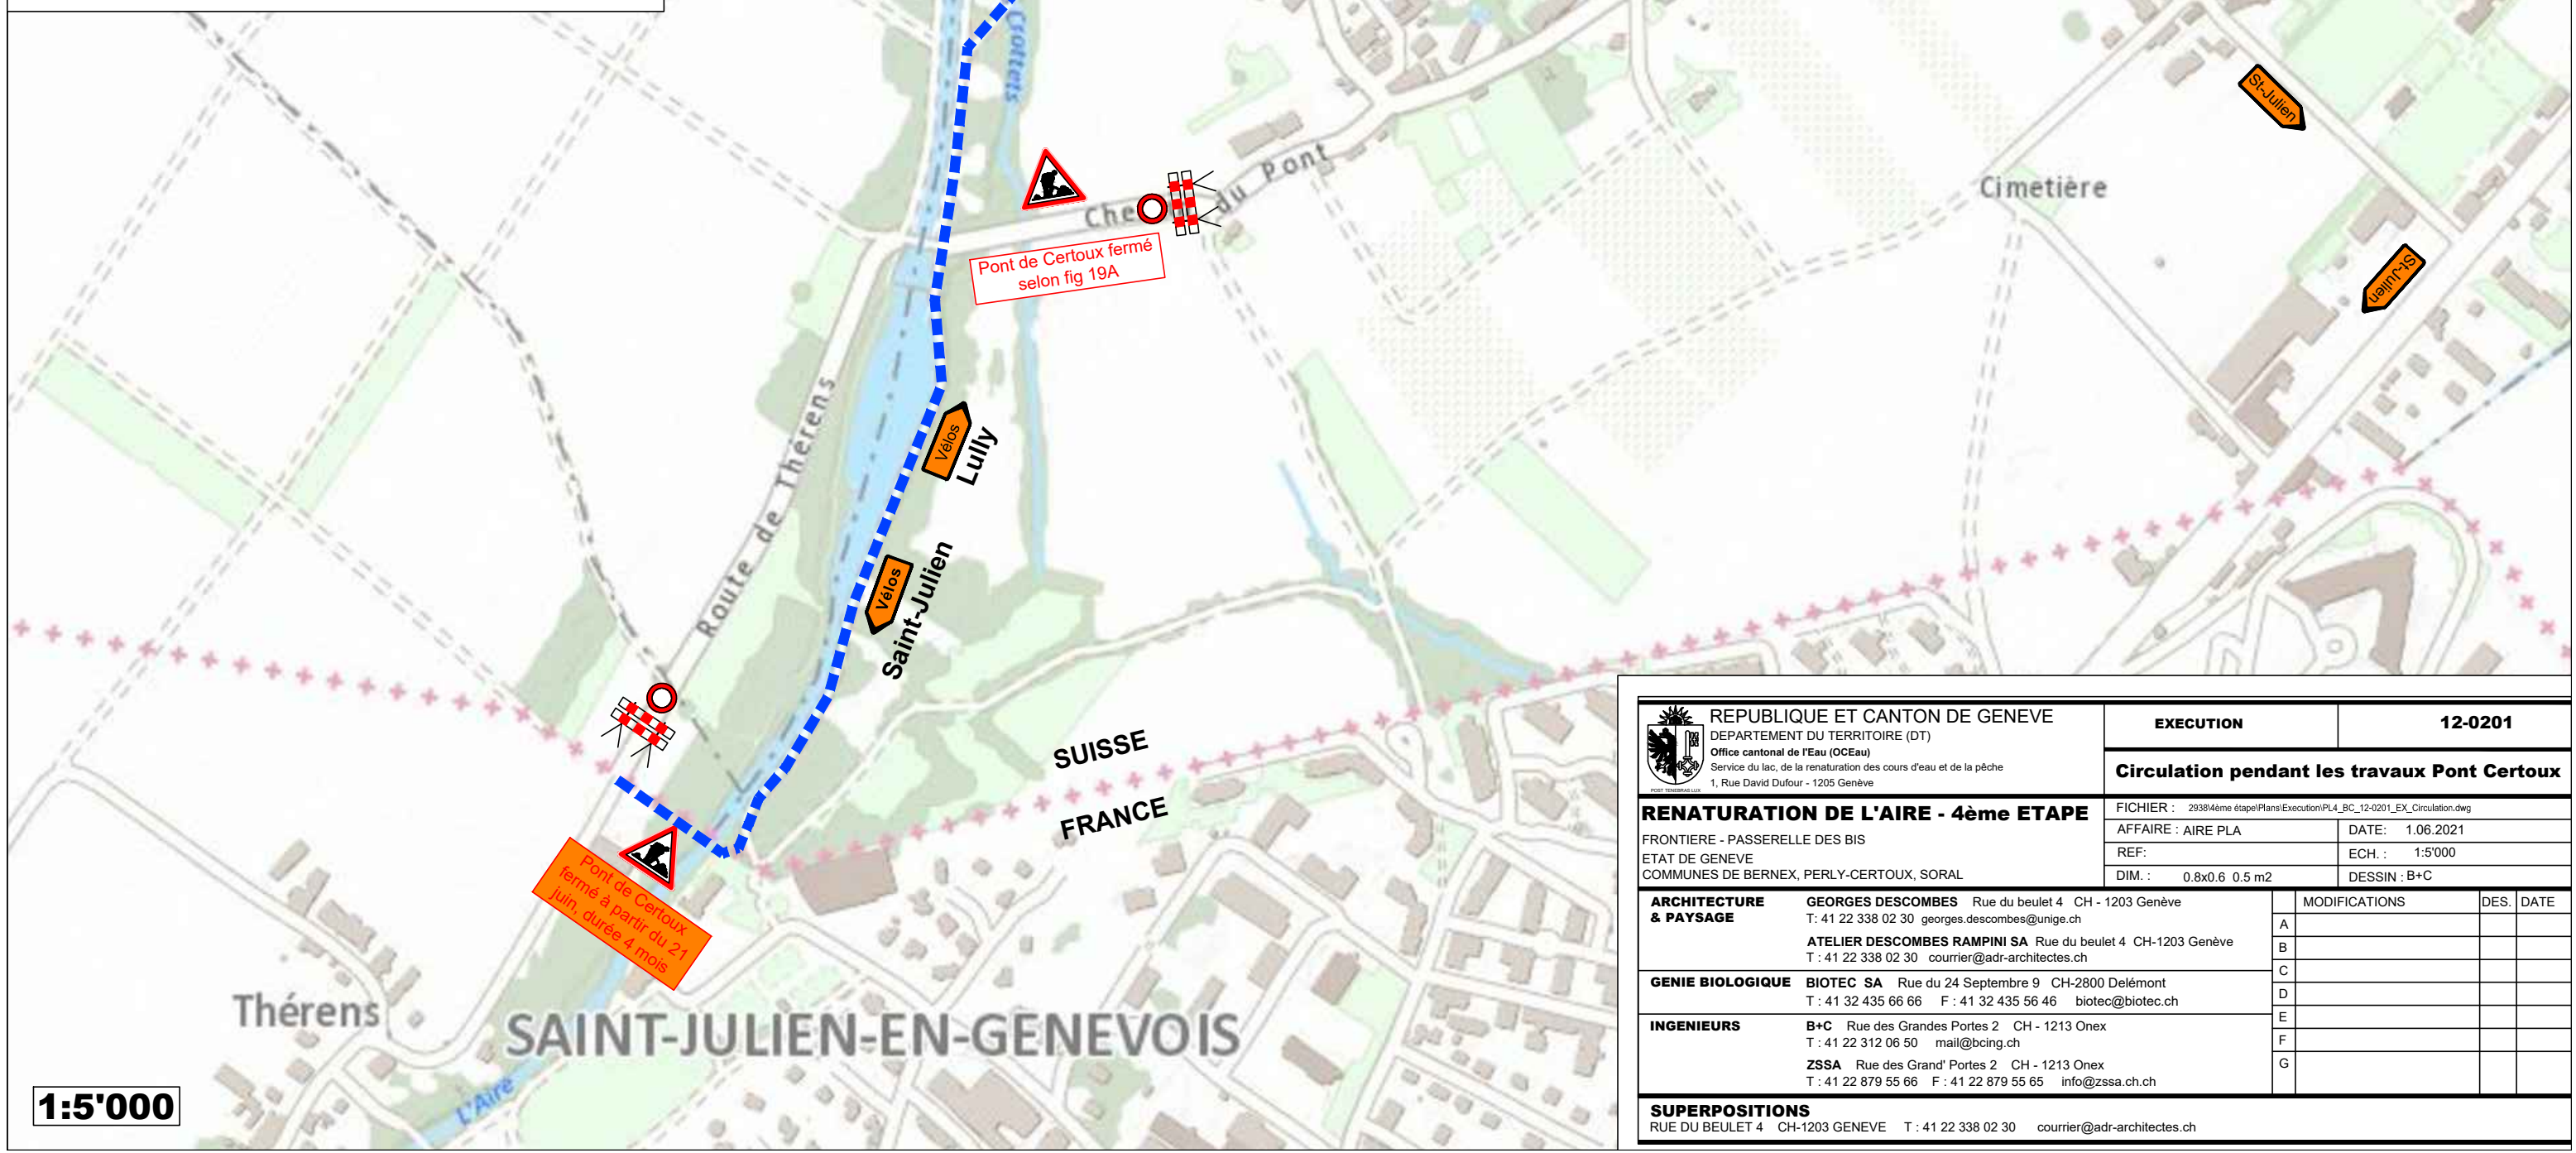 Crottets
St-Julien
Chemin du Pont
Cimetière
Pont de Certoux fermé
selon fig 19A
St-Julien
Route de Thérens
Vélos
Lully
Vélos
Saint-Julien
SUISSE
FRANCE
Pont de Certoux
fermé à partir du 21
juin, durée 4 mois
Thérens
SAINT-JULIEN-EN-GENEVOIS
L'Aire
1:5'000
POST TENEBRAS LUX
REPUBLIQUE ET CANTON DE GENEVE
DEPARTEMENT DU TERRITOIRE (DT)
Office cantonal de l'Eau (OCEau)
Service du lac, de la renaturation des cours d'eau et de la pêche
1, Rue David Dufour - 1205 Genève
EXECUTION 12-0201
Circulation pendant les travaux Pont Certoux
RENATURATION DE L'AIRE - 4ème ETAPE
FRONTIERE - PASSERELLE DES BIS
ETAT DE GENEVE
COMMUNES DE BERNEX, PERLY-CERTOUX, SORAL
FICHIER : 2938\4ème étape\Plans\Execution\PL4_BC_12-0201_EX_Circulation.dwg
AFFAIRE : AIRE PLA DATE: 1.06.2021
REF: ECH. : 1:5'000
DIM. : 0.8x0.6 0.5 m2 DESSIN : B+C
ARCHITECTURE
& PAYSAGE
GEORGES DESCOMBES Rue du beulet 4 CH - 1203 Genève
T: 41 22 338 02 30 georges.descombes@unige.ch
ATELIER DESCOMBES RAMPINI SA Rue du beulet 4 CH-1203 Genève
T : 41 22 338 02 30 courrier@adr-architectes.ch
GENIE BIOLOGIQUE BIOTEC SA Rue du 24 Septembre 9 CH-2800 Delémont
T : 41 32 435 66 66 F : 41 32 435 56 46 biotec@biotec.ch
INGENIEURS B+C Rue des Grandes Portes 2 CH - 1213 Onex
T : 41 22 312 06 50 mail@bcing.ch
ZSSA Rue des Grand' Portes 2 CH - 1213 Onex
T : 41 22 879 55 66 F : 41 22 879 55 65 info@zssa.ch.ch
MODIFICATIONS DES. DATE
A
B
C
D
E
F
G
SUPERPOSITIONS
RUE DU BEULET 4 CH-1203 GENEVE T : 41 22 338 02 30 courrier@adr-architectes.ch